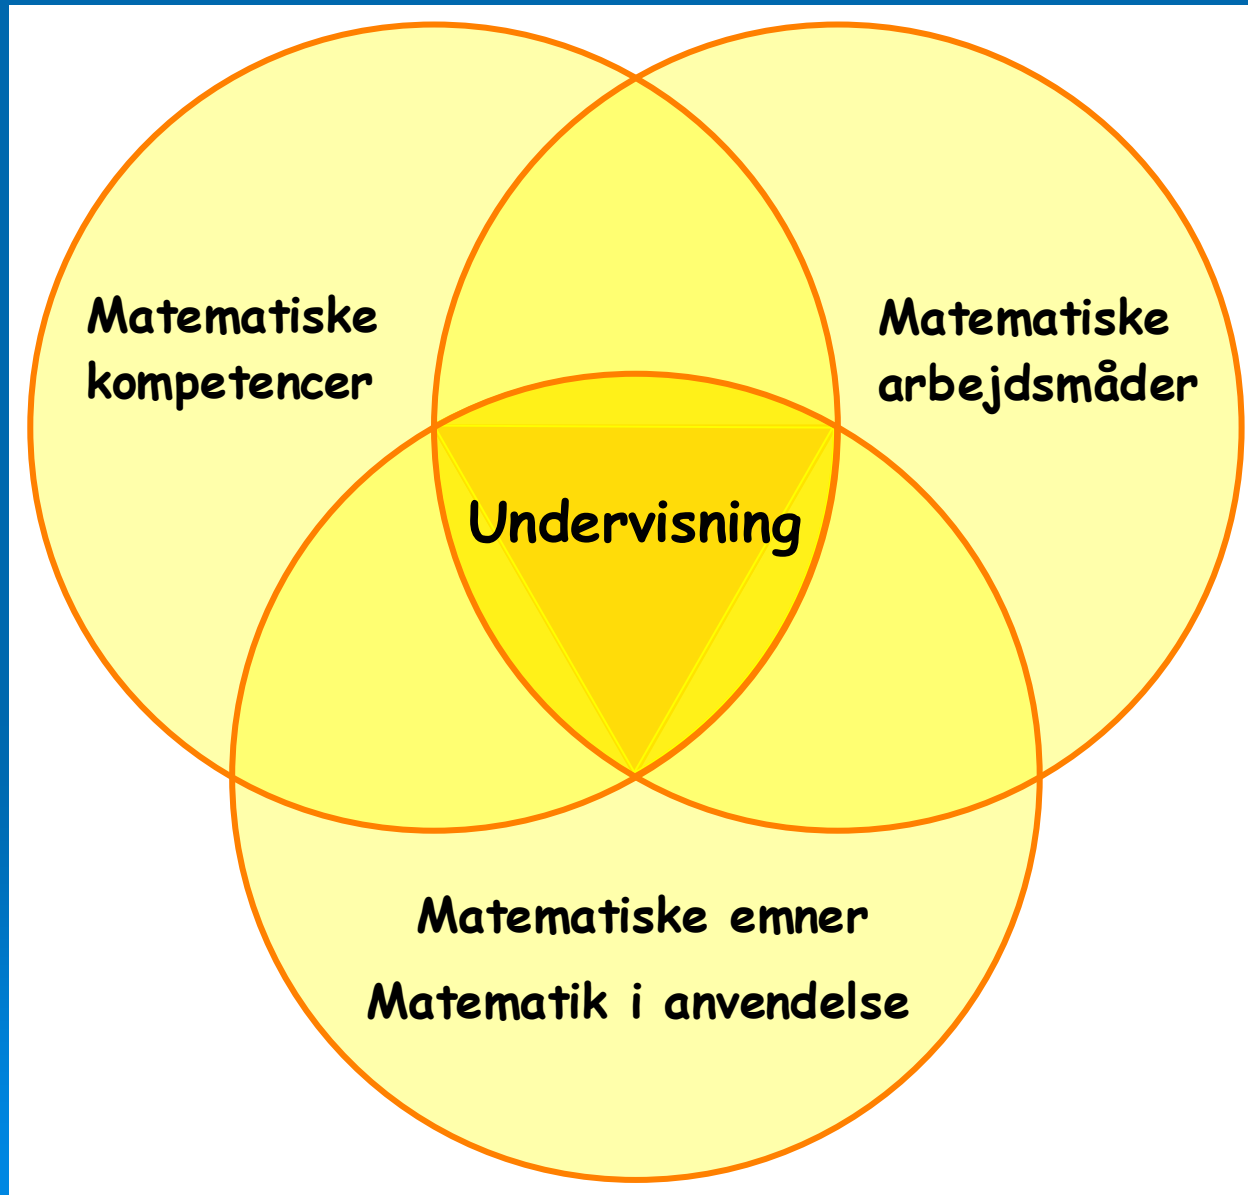 Matematiske
kompetencer
Matematiske
arbejdsmåder
Undervisning
Matematiske emner
Matematik i anvendelse